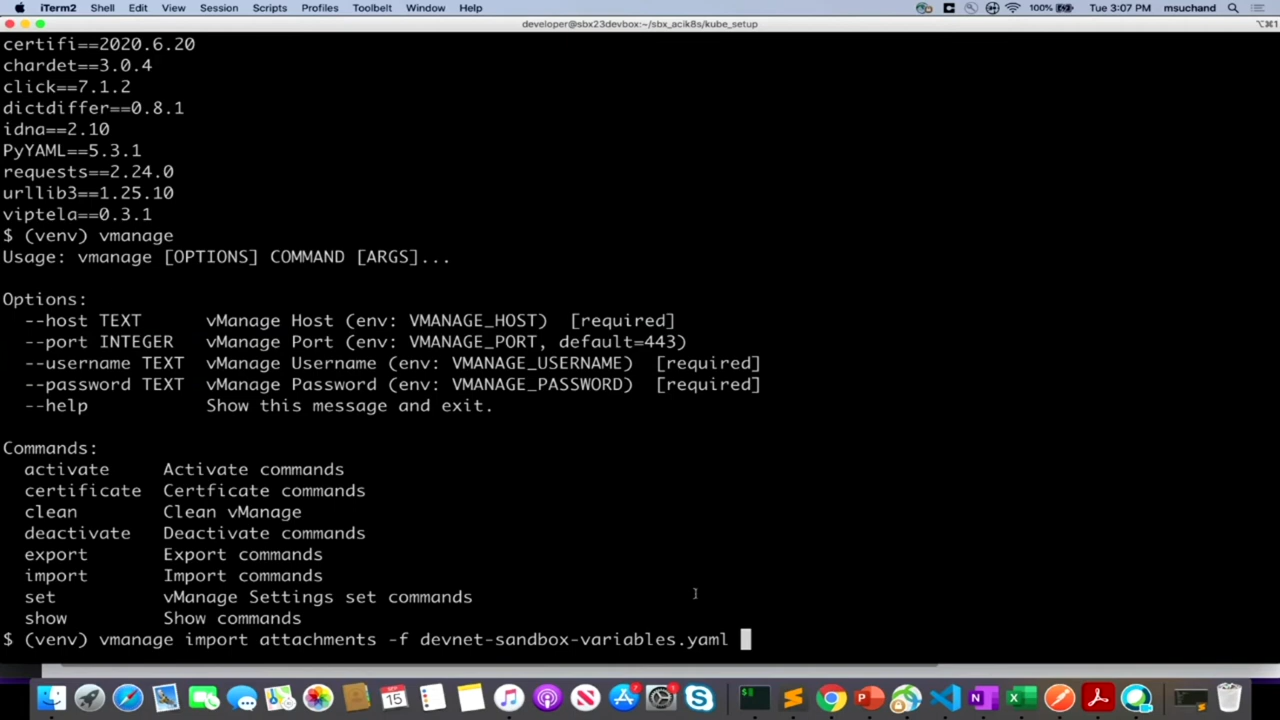 iTerm2 Shell Edit View Session Scripts Profiles Toolbelt Window Help 100% Tue 3:07 PM msuchand
developer@sbx23devbox:~/sbx_acik8s/kube_setup ⌥⌘1
certifi==2020.6.20
chardet==3.0.4
click==7.1.2
dictdiffer==0.8.1
idna==2.10
PyYAML==5.3.1
requests==2.24.0
urllib3==1.25.10
viptela==0.3.1
$ (venv) vmanage
Usage: vmanage [OPTIONS] COMMAND [ARGS]...
Options:
--host TEXT vManage Host (env: VMANAGE_HOST) [required]
--port INTEGER vManage Port (env: VMANAGE_PORT, default=443)
--username TEXT vManage Username (env: VMANAGE_USERNAME) [required]
--password TEXT vManage Password (env: VMANAGE_PASSWORD) [required]
--help Show this message and exit.
Commands:
activate Activate commands
certificate Certficate commands
clean Clean vManage
deactivate Deactivate commands
export Export commands
import Import commands
set vManage Settings set commands
show Show commands
$ (venv) vmanage import attachments -f devnet-sandbox-variables.yaml
SEP
15